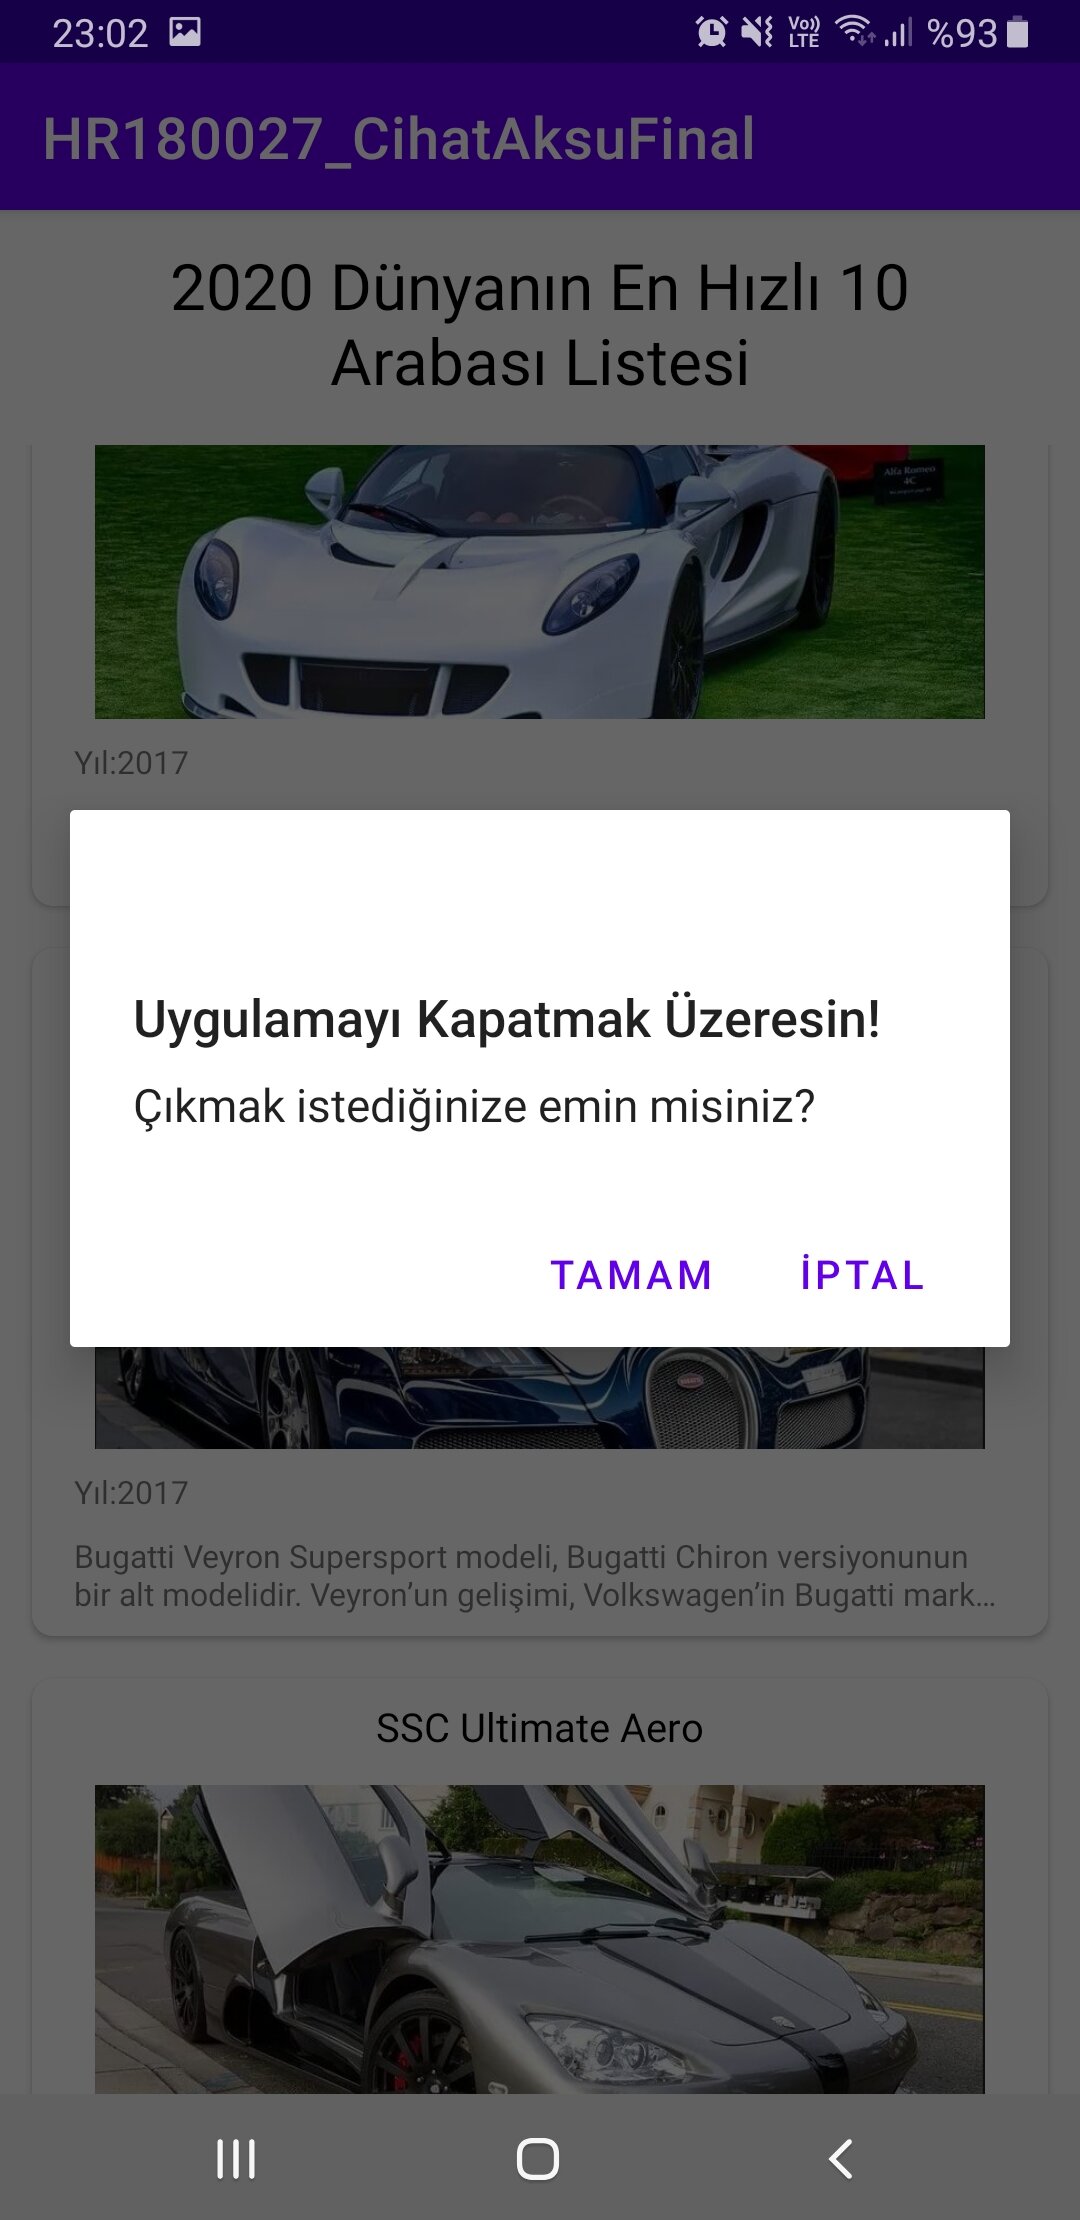 23:02
Vo))
LTE
%93
HR180027_CihatAksuFinal
2020 Dünyanın En Hızlı 10
Arabası Listesi
Alfa Romeo
4C
Yıl:2017
Uygulamayı Kapatmak Üzeresin!
Çıkmak istediğinize emin misiniz?
TAMAM
İPTAL
Yıl:2017
Bugatti Veyron Supersport modeli, Bugatti Chiron versiyonunun
bir alt modelidir. Veyron’un gelişimi, Volkswagen’in Bugatti mark…
SSC Ultimate Aero